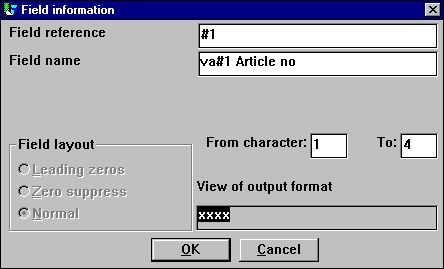 Field information
Field reference #1
Field name va#1 Article no
Field layout
Leading zeros
Zero suppress
Normal
From character: 1 To: 4
View of output format
xxxx
OK Cancel